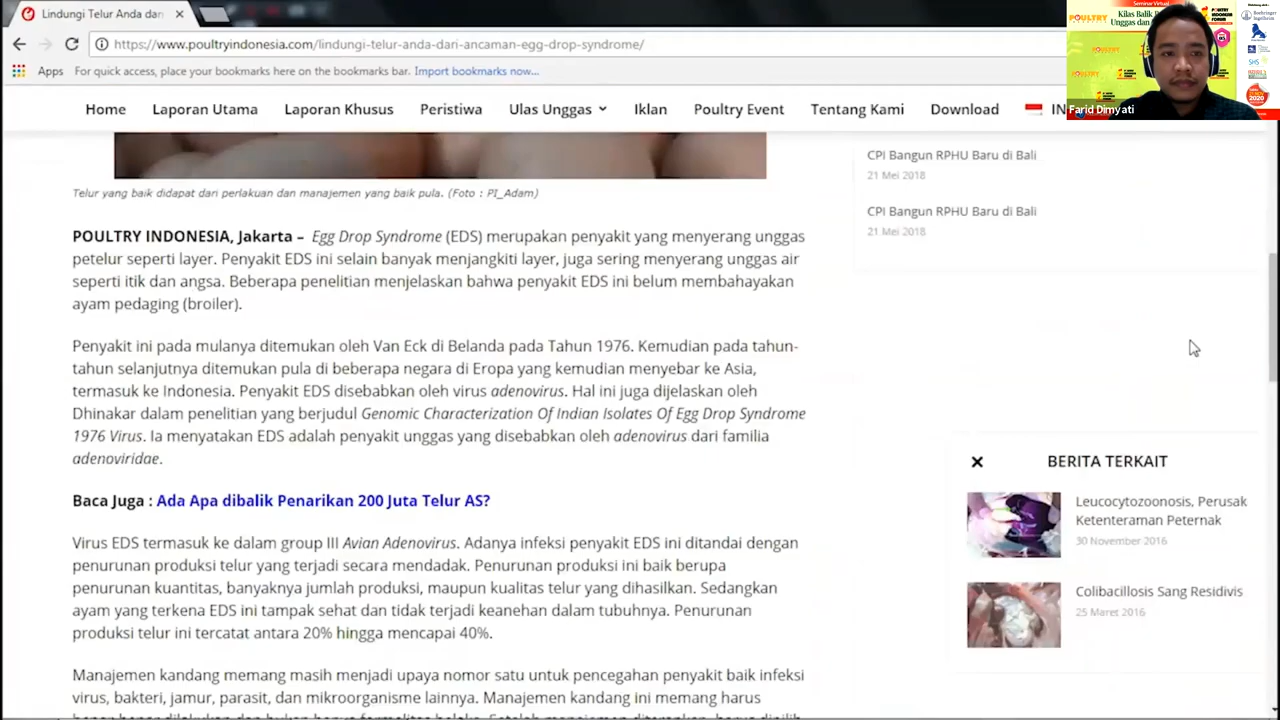 Lindungi Telur Anda dan
https://www.poultryindonesia.com/lindungi-telur-anda-dari-ancaman-egg-drop-syndrome/
Apps For quick access, place your bookmarks here on the bookmarks bar. Import bookmarks now...
Home Laporan Utama Laporan Khusus Peristiwa Ulas Iklan Poultry Event Tentang Kami Download
Seminar Virtual
Kilas Balik
Unggas dan
POULTRY
Farid Dimyati
Telur yang baik didapat dari perlakuan dan manajemen yang baik pula. (Foto : PI_Adam)
POULTRY INDONESIA, Jakarta – Egg Drop Syndrome (EDS) merupakan penyakit yang menyerang unggas
petelur seperti layer. Penyakit EDS ini selain banyak menjangkiti layer, juga sering menyerang unggas air
seperti itik dan angsa. Beberapa penelitian menjelaskan bahwa penyakit EDS ini belum membahayakan
ayam pedaging (broiler).
Penyakit ini pada mulanya ditemukan oleh Van Eck di Belanda pada Tahun 1976. Kemudian pada tahun-
tahun selanjutnya ditemukan pula di beberapa negara di Eropa yang kemudian menyebar ke Asia,
termasuk ke Indonesia. Penyakit EDS disebabkan oleh virus adenovirus. Hal ini juga dijelaskan oleh
Dhinakar dalam penelitian yang berjudul Genomic Characterization Of Indian Isolates Of Egg Drop Syndrome
1976 Virus. Ia menyatakan EDS adalah penyakit unggas yang disebabkan oleh adenovirus dari familia
adenoviridae.
Baca Juga : Ada Apa dibalik Penarikan 200 Juta Telur AS?
Virus EDS termasuk ke dalam group III Avian Adenovirus. Adanya infeksi penyakit EDS ini ditandai dengan
penurunan produksi telur yang terjadi secara mendadak. Penurunan produksi ini baik berupa
penurunan kuantitas, banyaknya jumlah produksi, maupun kualitas telur yang dihasilkan. Sedangkan
ayam yang terkena EDS ini tampak sehat dan tidak terjadi keanehan dalam tubuhnya. Penurunan
produksi telur ini tercatat antara 20% hingga mencapai 40%.
Manajemen kandang memang masih menjadi upaya nomor satu untuk pencegahan penyakit baik infeksi
virus, bakteri, jamur, parasit, dan mikroorganisme lainnya. Manajemen kandang ini memang harus
CPI Bangun RPHU Baru di Bali
21 Mei 2018
CPI Bangun RPHU Baru di Bali
21 Mei 2018
BERITA TERKAIT
Leucocytozoonosis, Perusak
Ketenteraman Peternak
30 November 2016
Colibacillosis Sang Residivis
25 Maret 2016